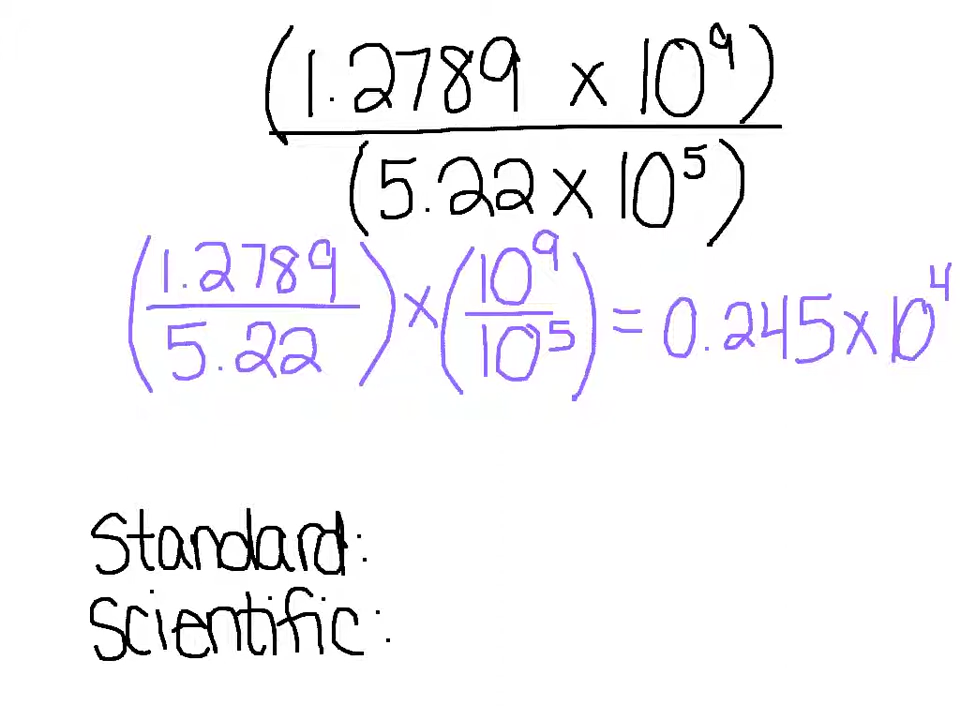 (1.2789 x 10⁹)
(5.22 x 10⁵)
(1.2789 / 5.22) x (10⁹ / 10⁵) = 0.245 x 10⁴
Standard:
Scientific: